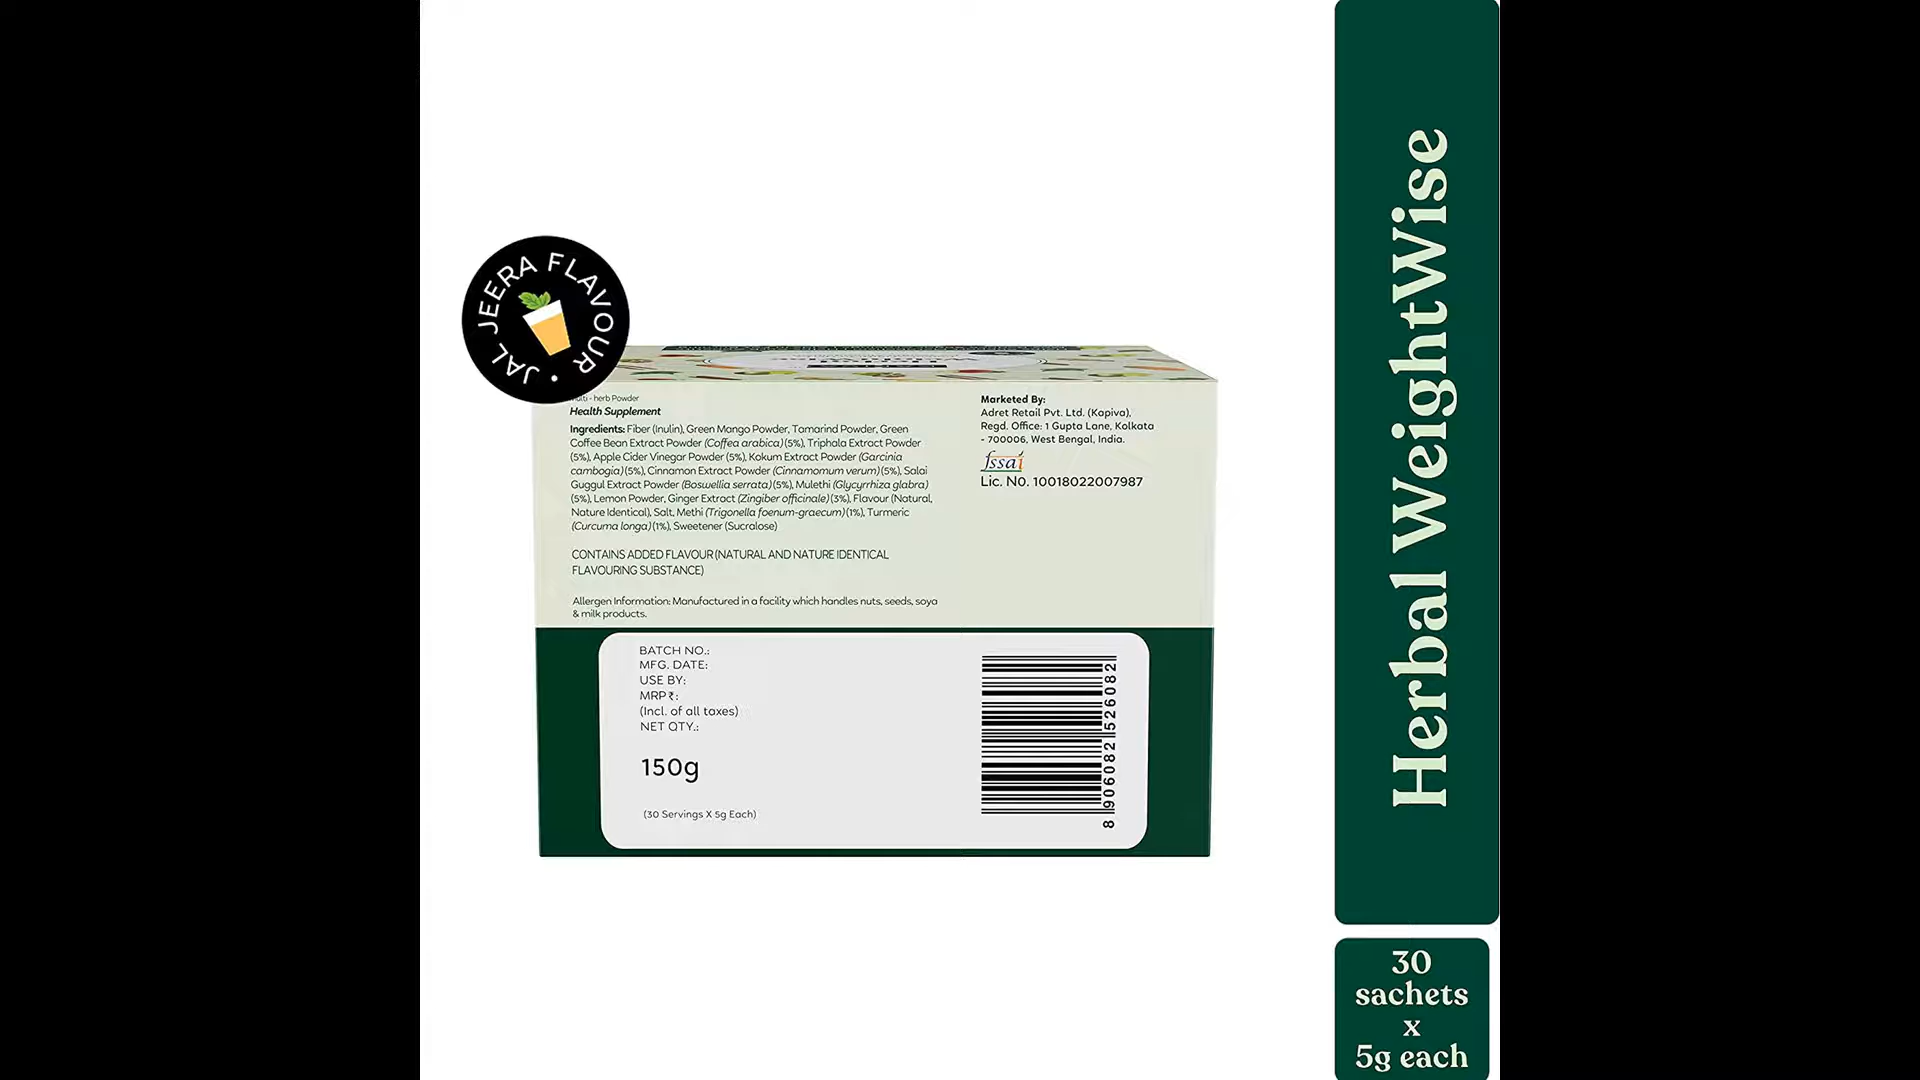 JAL JEERA FLAVOUR
Multi - herb Powder
Health Supplement
Ingredients: Fiber (Inulin), Green Mango Powder, Tamarind Powder, Green
Coffee Bean Extract Powder (Coffea arabica) (5%), Triphala Extract Powder
(5%), Apple Cider Vinegar Powder (5%), Kokum Extract Powder (Garcinia
cambogia) (5%), Cinnamon Extract Powder (Cinnamomum verum) (5%), Salai
Guggul Extract Powder (Boswellia serrata) (5%), Mulethi (Glycyrrhiza glabra)
(5%), Lemon Powder, Ginger Extract (Zingiber officinale) (3%), Flavour (Natural,
Nature Identical), Salt, Methi (Trigonella foenum-graecum) (1%), Turmeric
(Curcuma longa) (1%), Sweetener (Sucralose)
CONTAINS ADDED FLAVOUR (NATURAL AND NATURE IDENTICAL
FLAVOURING SUBSTANCE)
Allergen Information: Manufactured in a facility which handles nuts, seeds, soya
& milk products.
Marketed By:
Adret Retail Pvt. Ltd. (Kapiva),
Regd. Office: 1 Gupta Lane, Kolkata
- 700006, West Bengal, India.
fssai
Lic. NO. 10018022007987
BATCH NO.:
MFG. DATE:
USE BY:
MRP₹:
(Incl. of all taxes)
NET QTY.:
150g
(30 Servings X 5g Each)
8 906082 526082
Herbal WeightWise
30
sachets
x
5g each